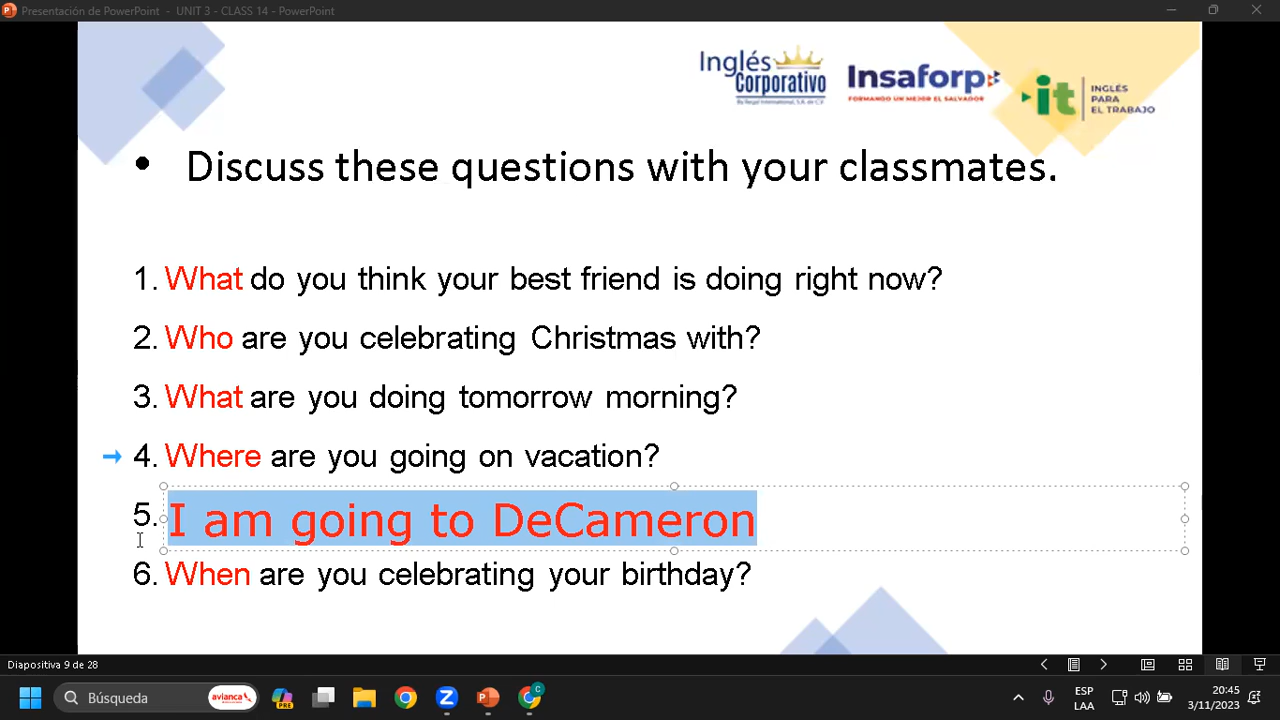 Presentación de PowerPoint - UNIT 3 - CLASS 14 - PowerPoint
Inglés
Corporativo
Insaforp
FORMANDO UN MEJOR EL SALVADOR
it
INGLÉS
PARA
EL TRABAJO
• Discuss these questions with your classmates.
1. What do you think your best friend is doing right now?
2. Who are you celebrating Christmas with?
3. What are you doing tomorrow morning?
→ 4. Where are you going on vacation?
5. I am going to DeCameron
6. When are you celebrating your birthday?
Diapositiva 9 de 28
Búsqueda
avianca
PRE
ESP
LAA
20:45
3/11/2023